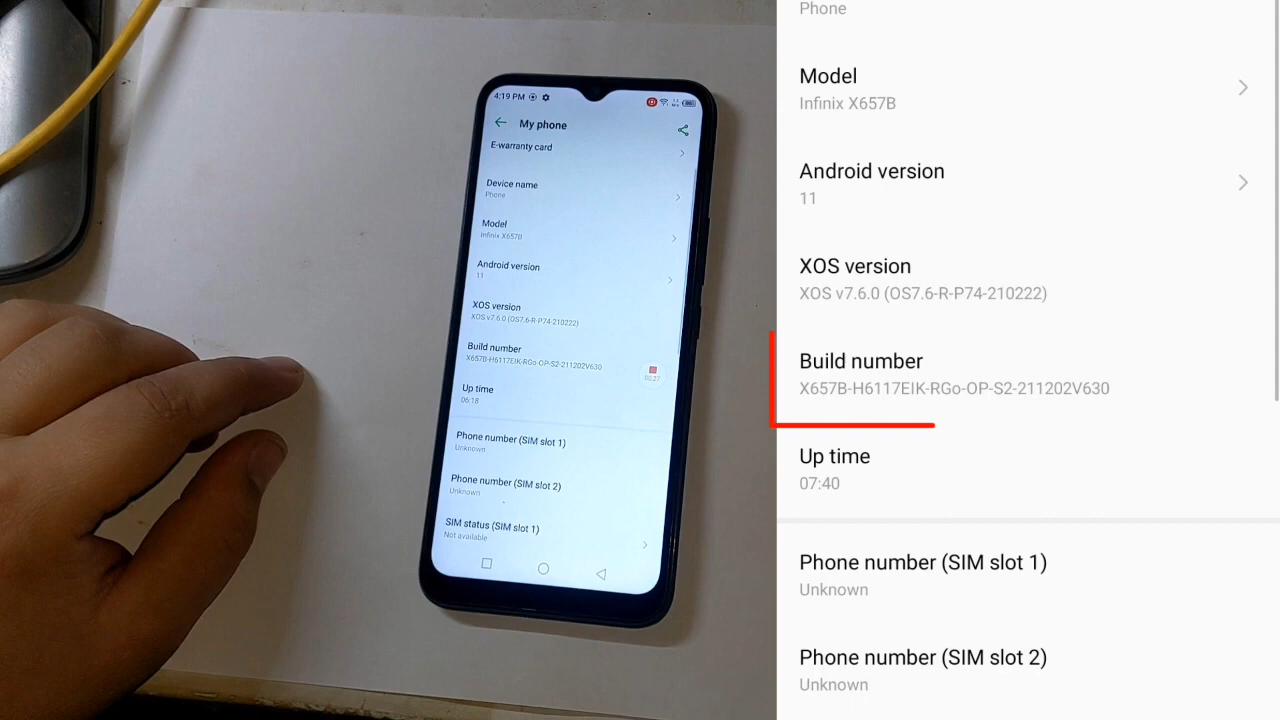 4:19 PM
My phone
E-warranty card
Device name
Phone
Model
Infinix X657B
Android version
11
XOS version
XOS v7.6.0 (OS7.6-R-P74-210222)
Build number
X657B-H6117EIK-RGo-OP-S2-211202V630
00:27
Up time
06:18
Phone number (SIM slot 1)
Unknown
Phone number (SIM slot 2)
Unknown
SIM status (SIM slot 1)
Not available
Phone
Model
Infinix X657B
Android version
11
XOS version
XOS v7.6.0 (OS7.6-R-P74-210222)
Build number
X657B-H6117EIK-RGo-OP-S2-211202V630
Up time
07:40
Phone number (SIM slot 1)
Unknown
Phone number (SIM slot 2)
Unknown